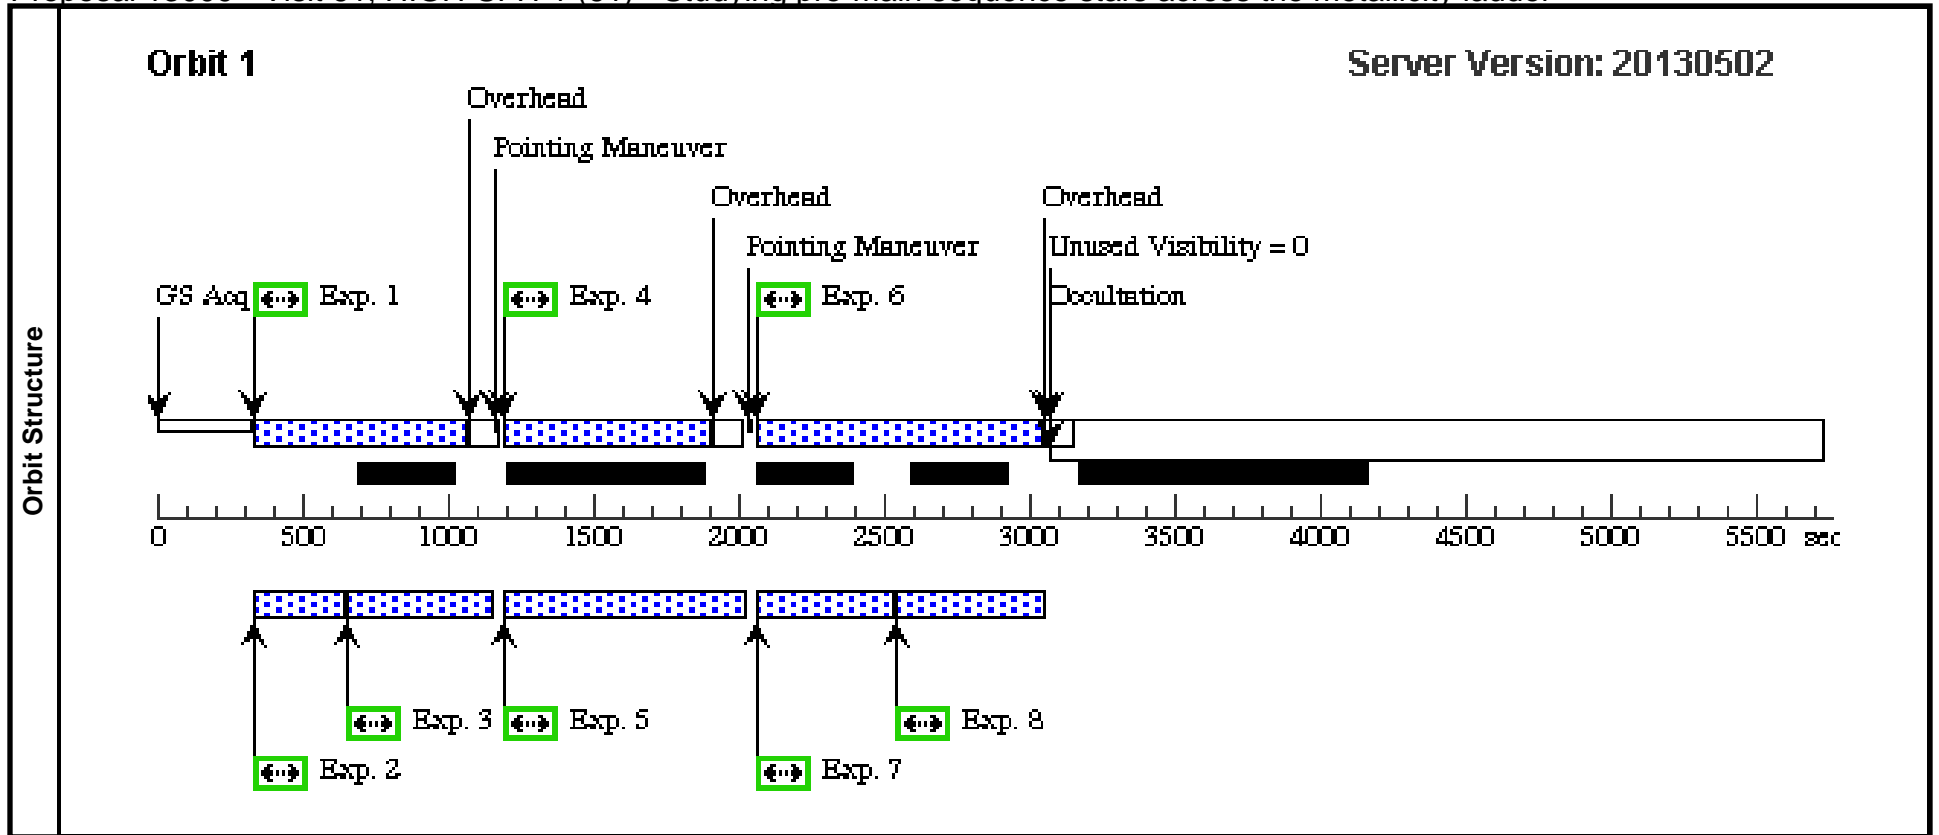 Orbit 1
Server Version: 20130502
Overhead
Pointing Maneuver
Overhead
Overhead
Pointing Maneuver
Unused Visibility = 0
GS Acq
Exp. 1
Exp. 4
Exp. 6
Occultation
Orbit Structure
0 500 1000 1500 2000 2500 3000 3500 4000 4500 5000 5500 sec
Exp. 3
Exp. 5
Exp. 8
Exp. 2
Exp. 7